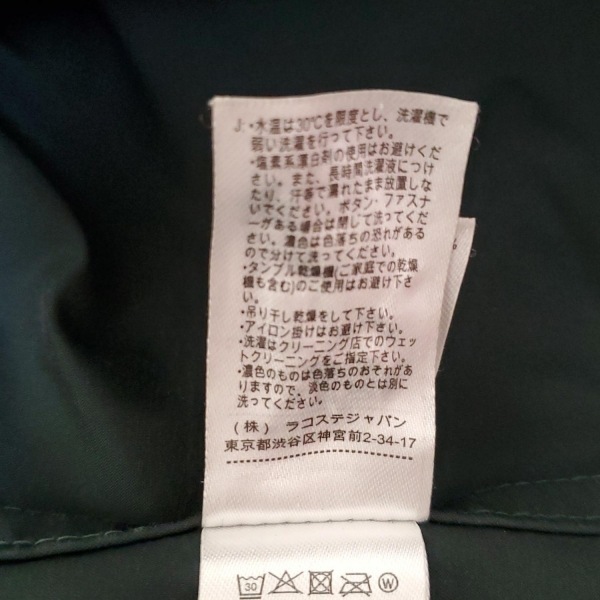 J: ・水温は30℃を限度とし、洗濯機で
弱い洗濯を行って下さい。
・塩素系漂白剤の使用はお避けくだ
さい。また、長時間洗濯液につけ
たり、汗等で濡れたまま放置しな
いでください。ボタン・ファスナ
ーがある場合は閉じて洗ってくだ
さい。濃色は色落ちの恐れがある
ので分けて洗ってください。
・タンブル乾燥機(ご家庭での乾燥
機も含む)のご使用はお避け下さ
い。
・吊り干し乾燥をして下さい。
・アイロン掛けはお避け下さい。
・洗濯はクリーニング店でのウェッ
トクリーニングをご指定下さい。
・濃色のものは色落ちのおそれがあ
りますので、淡色のものとは別に
洗ってください。
(株) ラコステジャパン
東京都渋谷区神宮前2-34-17
%
30 W